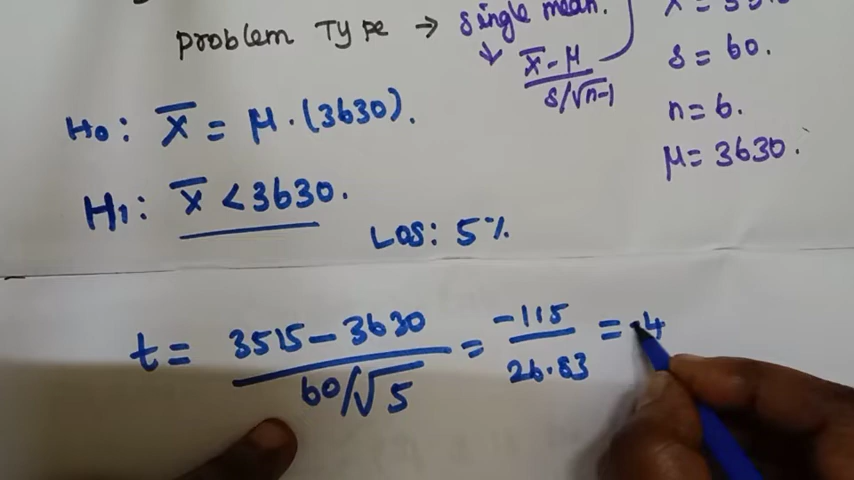 problem Type → single mean.
x̄ - μ / s/√n-1
s = 60.
n = 6.
μ = 3630.
H₀: X̄ = μ. (3630).
H₁: X̄ < 3630.
LOS: 5%
t = 3515 - 3630 / 60/√5 = -115 / 26.83 = -4